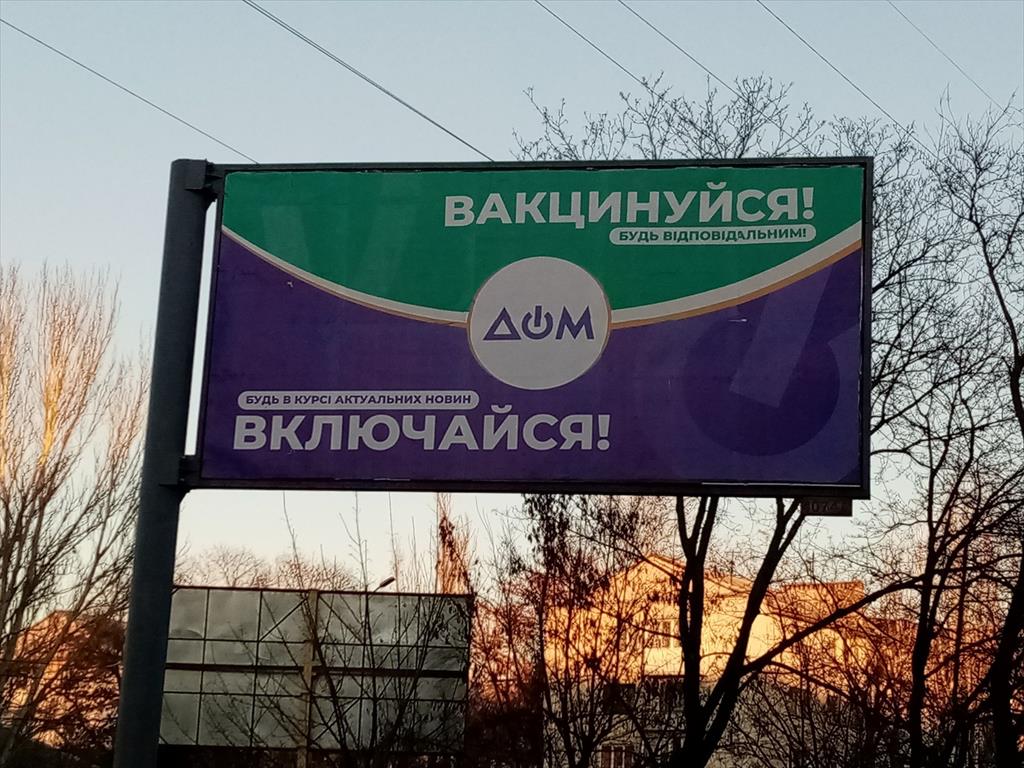 ВАКЦИНУЙСЯ!
БУДЬ ВІДПОВІДАЛЬНИМ!
ДОМ
БУДЬ В КУРСІ АКТУАЛЬНИХ НОВИН
ВКЛЮЧАЙСЯ!